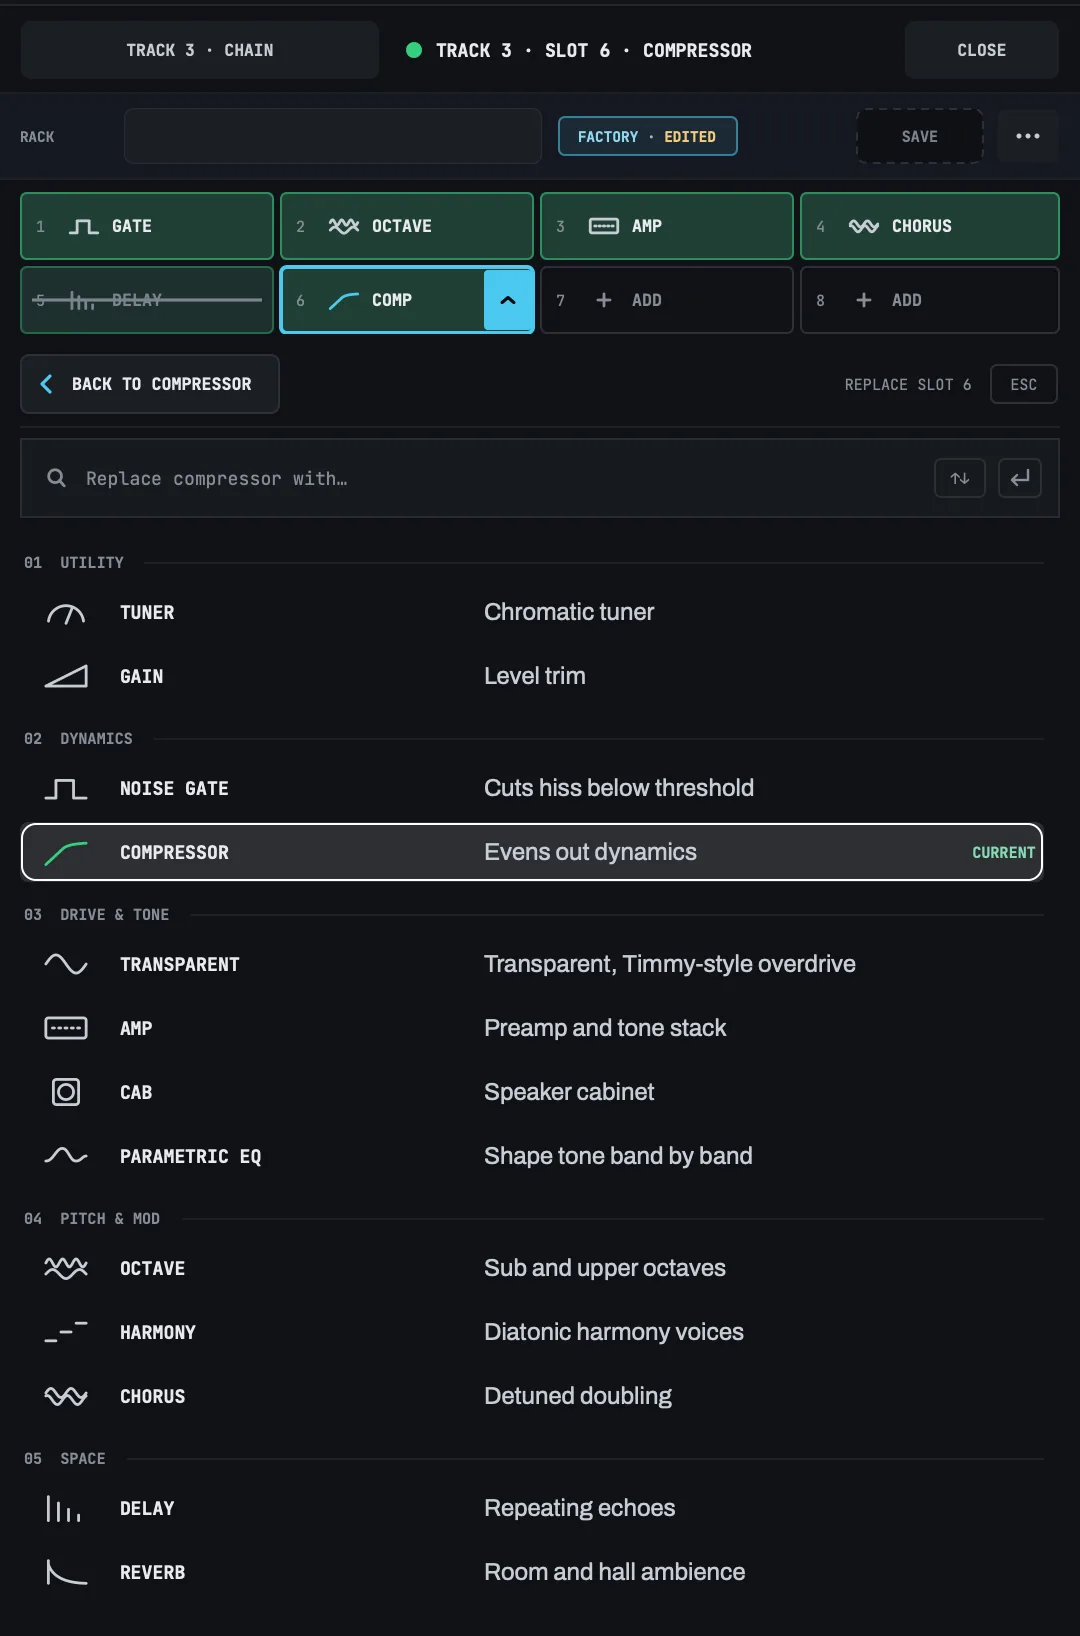 TRACK 3 · CHAIN
TRACK 3 · SLOT 6 · COMPRESSOR
CLOSE
RACK
FACTORY · EDITED
SAVE
1 GATE
2 OCTAVE
3 AMP
4 CHORUS
5 DELAY
6 COMP
7 + ADD
8 + ADD
BACK TO COMPRESSOR
REPLACE SLOT 6
ESC
Replace compressor with…
01 UTILITY
TUNER Chromatic tuner
GAIN Level trim
02 DYNAMICS
NOISE GATE Cuts hiss below threshold
COMPRESSOR Evens out dynamics CURRENT
03 DRIVE & TONE
TRANSPARENT Transparent, Timmy-style overdrive
AMP Preamp and tone stack
CAB Speaker cabinet
PARAMETRIC EQ Shape tone band by band
04 PITCH & MOD
OCTAVE Sub and upper octaves
HARMONY Diatonic harmony voices
CHORUS Detuned doubling
05 SPACE
DELAY Repeating echoes
REVERB Room and hall ambience